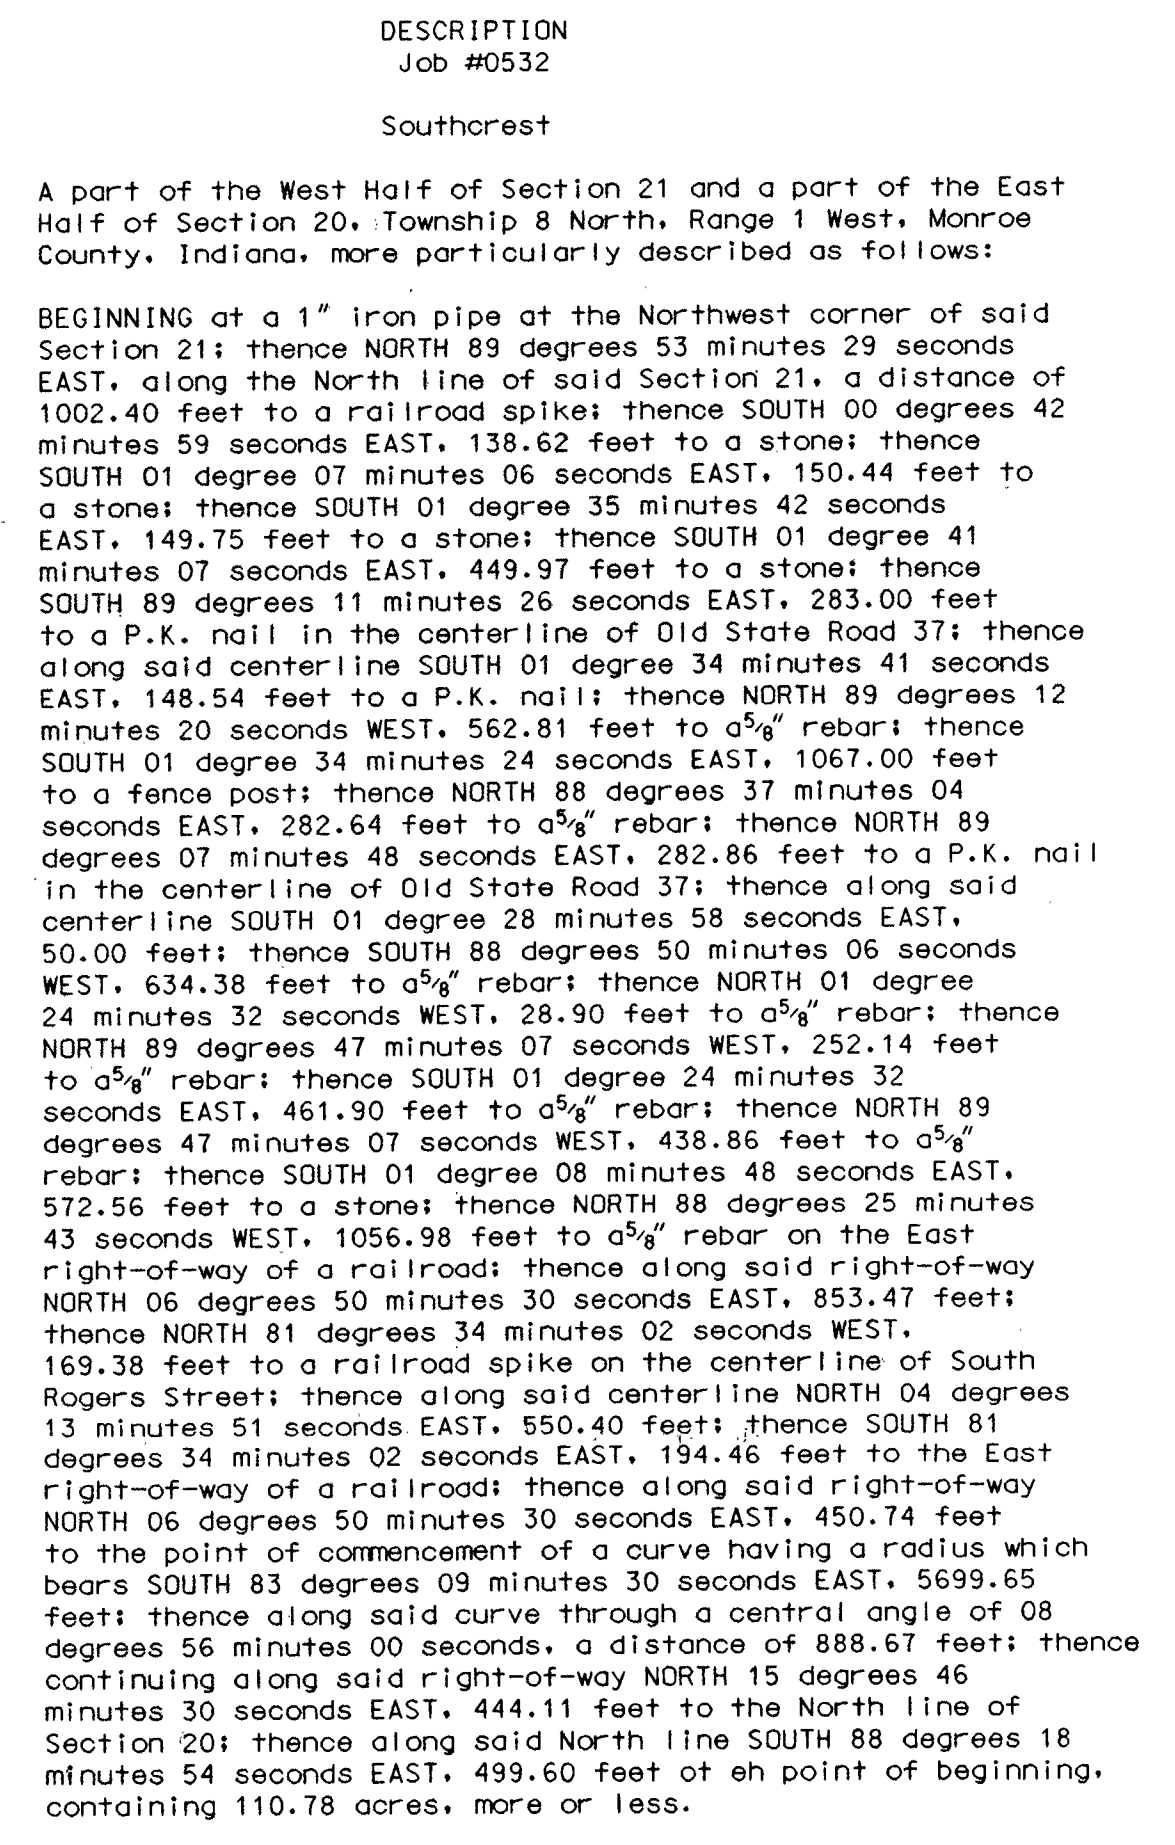 DESCRIPTION
Job #0532
Southcrest
A part of the West Half of Section 21 and a part of the East
Half of Section 20, Township 8 North, Range 1 West, Monroe
County, Indiana, more particularly described as follows:
BEGINNING at a 1" iron pipe at the Northwest corner of said
Section 21; thence NORTH 89 degrees 53 minutes 29 seconds
EAST, along the North line of said Section 21, a distance of
1002.40 feet to a railroad spike; thence SOUTH 00 degrees 42
minutes 59 seconds EAST, 138.62 feet to a stone; thence
SOUTH 01 degree 07 minutes 06 seconds EAST, 150.44 feet to
a stone; thence SOUTH 01 degree 35 minutes 42 seconds
EAST, 149.75 feet to a stone; thence SOUTH 01 degree 41
minutes 07 seconds EAST, 449.97 feet to a stone; thence
SOUTH 89 degrees 11 minutes 26 seconds EAST, 283.00 feet
to a P.K. nail in the centerline of Old State Road 37; thence
along said centerline SOUTH 01 degree 34 minutes 41 seconds
EAST, 148.54 feet to a P.K. nail; thence NORTH 89 degrees 12
minutes 20 seconds WEST, 562.81 feet to a 5/8" rebar; thence
SOUTH 01 degree 34 minutes 24 seconds EAST, 1067.00 feet
to a fence post; thence NORTH 88 degrees 37 minutes 04
seconds EAST, 282.64 feet to a 5/8" rebar; thence NORTH 89
degrees 07 minutes 48 seconds EAST, 282.86 feet to a P.K. nail
in the centerline of Old State Road 37; thence along said
centerline SOUTH 01 degree 28 minutes 58 seconds EAST,
50.00 feet; thence SOUTH 88 degrees 50 minutes 06 seconds
WEST, 634.38 feet to a 5/8" rebar; thence NORTH 01 degree
24 minutes 32 seconds WEST, 28.90 feet to a 5/8" rebar; thence
NORTH 89 degrees 47 minutes 07 seconds WEST, 252.14 feet
to a 5/8" rebar; thence SOUTH 01 degree 24 minutes 32
seconds EAST, 461.90 feet to a 5/8" rebar; thence NORTH 89
degrees 47 minutes 07 seconds WEST, 438.86 feet to a 5/8"
rebar; thence SOUTH 01 degree 08 minutes 48 seconds EAST,
572.56 feet to a stone; thence NORTH 88 degrees 25 minutes
43 seconds WEST, 1056.98 feet to a 5/8" rebar on the East
right-of-way of a railroad; thence along said right-of-way
NORTH 06 degrees 50 minutes 30 seconds EAST, 853.47 feet;
thence NORTH 81 degrees 34 minutes 02 seconds WEST,
169.38 feet to a railroad spike on the centerline of South
Rogers Street; thence along said centerline NORTH 04 degrees
13 minutes 51 seconds EAST, 550.40 feet; thence SOUTH 81
degrees 34 minutes 02 seconds EAST, 194.46 feet to the East
right-of-way of a railroad; thence along said right-of-way
NORTH 06 degrees 50 minutes 30 seconds EAST, 450.74 feet
to the point of commencement of a curve having a radius which
bears SOUTH 83 degrees 09 minutes 30 seconds EAST, 5699.65
feet; thence along said curve through a central angle of 08
degrees 56 minutes 00 seconds, a distance of 888.67 feet; thence
continuing along said right-of-way NORTH 15 degrees 46
minutes 30 seconds EAST, 444.11 feet to the North line of
Section 20; thence along said North line SOUTH 88 degrees 18
minutes 54 seconds EAST, 499.60 feet ot eh point of beginning,
containing 110.78 acres, more or less.